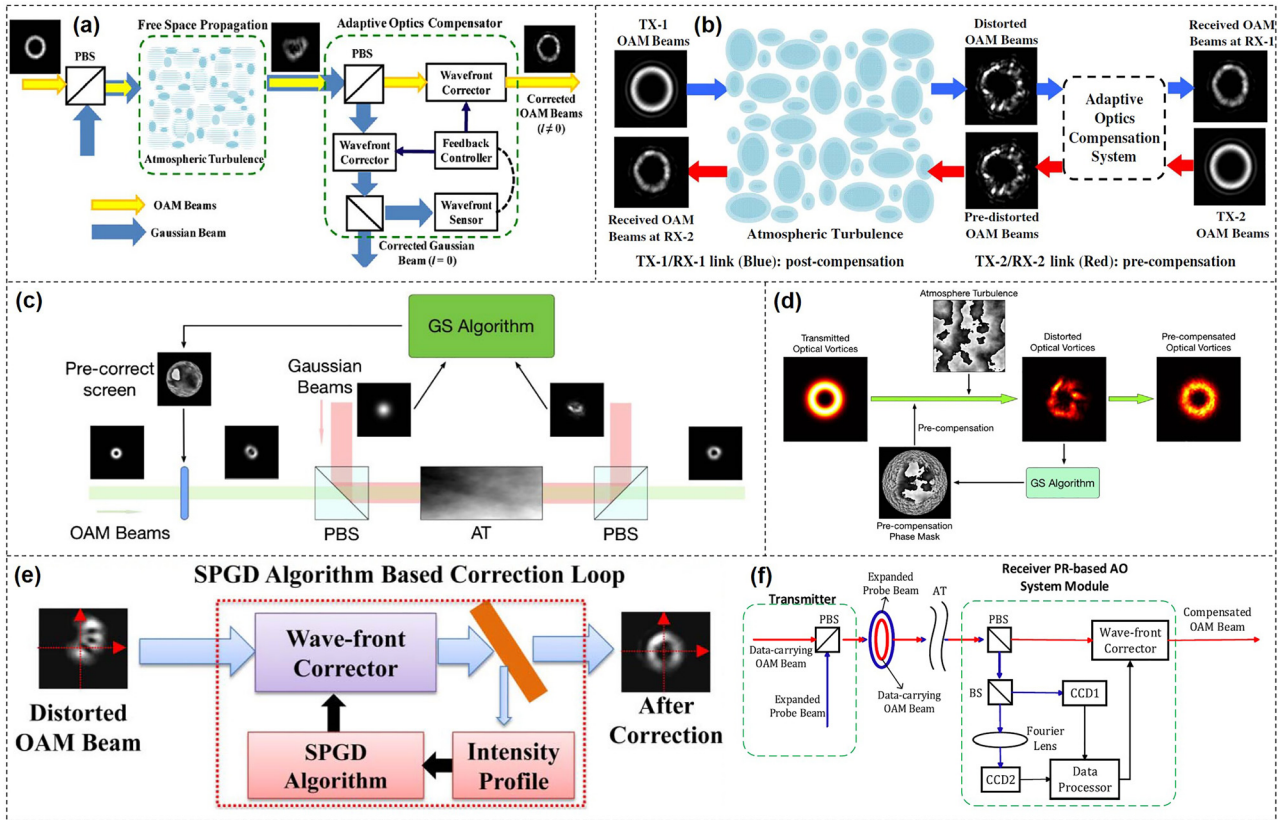 (a)
Free Space Propagation
Adaptive Optics Compensator
PBS
PBS
Wavefront
Corrector
Corrected
OAM Beams
(l ≠ 0)
Atmospheric Turbulence
Wavefront
Corrector
Feedback
Controller
OAM Beams
Gaussian Beam
Wavefront
Sensor
Corrected Gaussian
Beam (l = 0)
(b)
TX-1
OAM Beams
Distorted
OAM Beams
Received OAM
Beams at RX-1
Adaptive
Optics
Compensation
System
Received OAM
Beams at RX-2
Atmospheric Turbulence
Pre-distorted
OAM Beams
TX-2
OAM Beams
TX-1/RX-1 link (Blue): post-compensation
TX-2/RX-2 link (Red): pre-compensation
(c)
GS Algorithm
Pre-correct
screen
Gaussian
Beams
OAM Beams
PBS
AT
PBS
(d)
Atmosphere Turbulence
Transmitted
Optical Vortices
Distorted
Optical Vortices
Pre-compensated
Optical Vortices
Pre-compensation
GS Algorithm
Pre-compensation
Phase Mask
(e)
SPGD Algorithm Based Correction Loop
Wave-front
Corrector
Distorted
OAM Beam
SPGD
Algorithm
Intensity
Profile
After
Correction
(f)
Receiver PR-based AO
System Module
Transmitter
Expanded
Probe Beam
AT
PBS
PBS
Compensated
OAM Beam
Wave-front
Corrector
Data-carrying
OAM Beam
Data-carrying
OAM Beam
Expanded
Probe Beam
BS
CCD1
Fourier
Lens
CCD2
Data
Processor